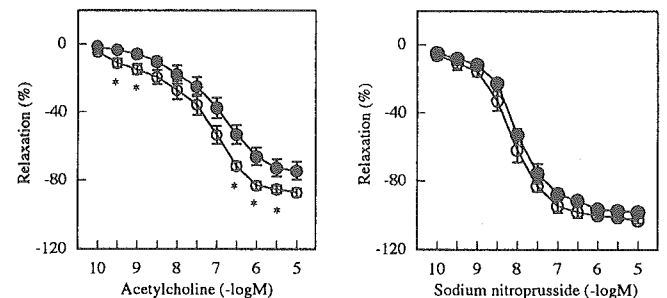 0
-40
-80
-120
Relaxation (%)
* *
*
*
*
10 9 8 7 6 5
Acetylcholine (-logM)
0
-40
-80
-120
Relaxation (%)
10 9 8 7 6 5
Sodium nitroprusside (-logM)